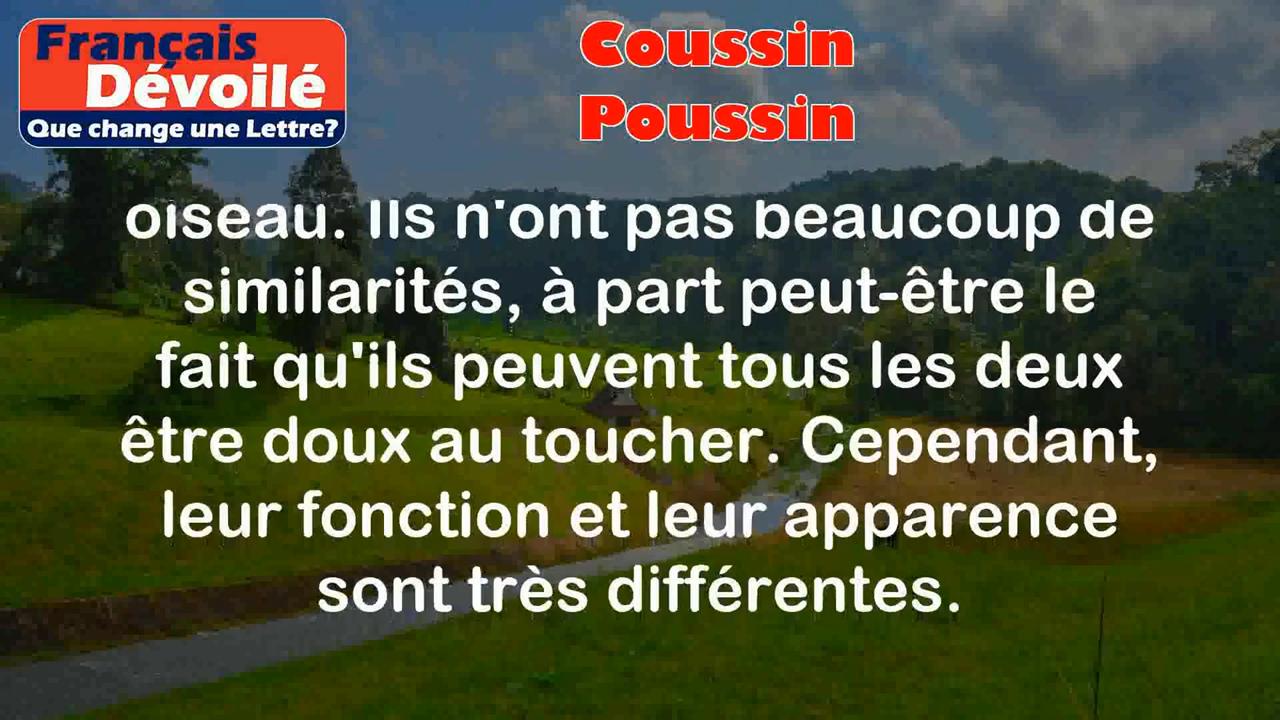 Français
Dévoilé
Que change une Lettre?
Coussin
Poussin
oiseau. Ils n'ont pas beaucoup de
similarités, à part peut-être le
fait qu'ils peuvent tous les deux
être doux au toucher. Cependant,
leur fonction et leur apparence
sont très différentes.